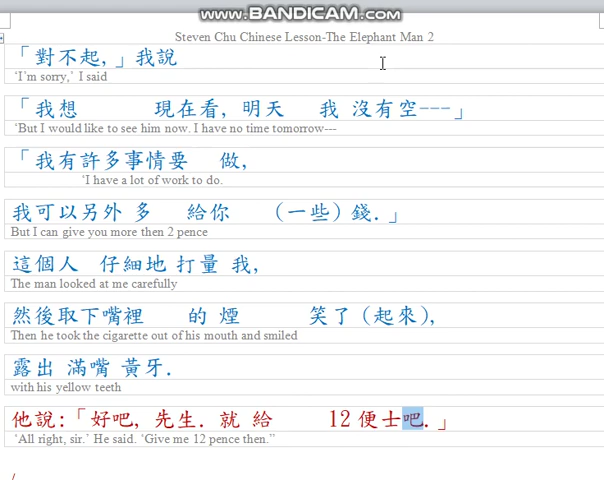 www.BANDICAM.com
Steven Chu Chinese Lesson-The Elephant Man 2
「對不起,」我說
‘I’m sorry,’ I said
「我想 現在看, 明天 我 沒有空---」
‘But I would like to see him now. I have no time tomorrow---
「我有許多事情要 做,
‘I have a lot of work to do.
我可以另外 多 給你 (一些) 錢.」
But I can give you more then 2 pence
這個人 仔細地 打量 我,
The man looked at me carefully
然後取下嘴裡 的 煙 笑了 (起來),
Then he took the cigarette out of his mouth and smiled
露出 滿嘴 黃牙.
with his yellow teeth
他說:「好吧, 先生. 就 給 12 便士吧.」
‘All right, sir.’ He said. ‘Give me 12 pence then.”